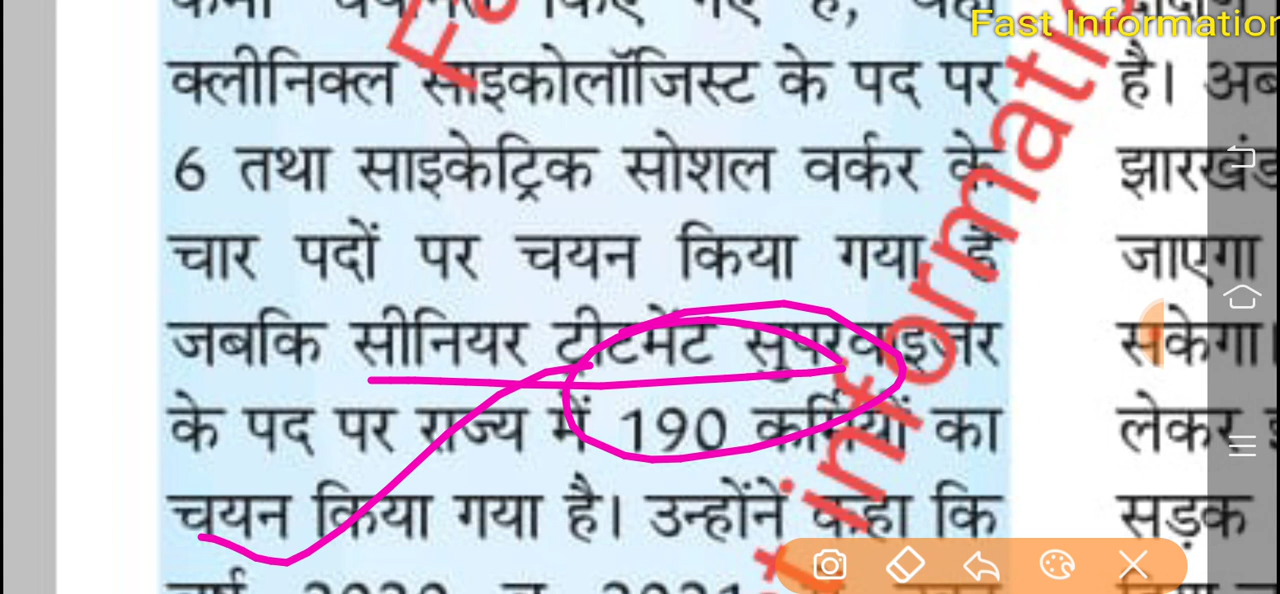 Fast Information
क्लीनिक्ल साइकोलॉजिस्ट के पद पर
6 तथा साइकेट्रिक सोशल वर्कर के
चार पदों पर चयन किया गया है
जबकि सीनियर टीटमेंट सुपरवाइजर
के पद पर राज्य में 190 कर्मियों का
चयन किया गया है। उन्होंने कहा कि
है। अब
झारखंड
जाएगा
सकेगा।
लेकर
सड़क